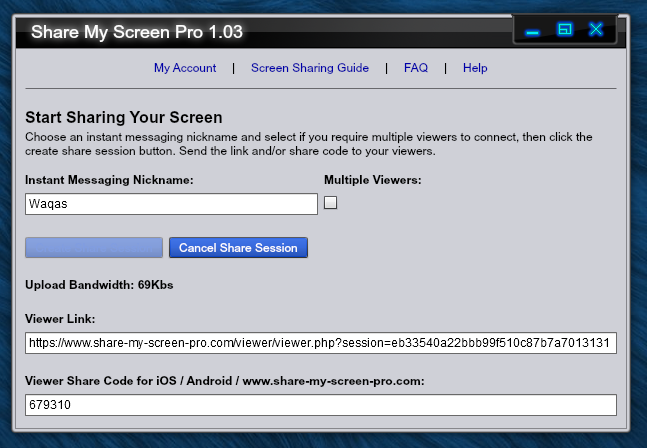 Share My Screen Pro 1.03
My Account | Screen Sharing Guide | FAQ | Help
Start Sharing Your Screen
Choose an instant messaging nickname and select if you require multiple viewers to connect, then click the
create share session button. Send the link and/or share code to your viewers.
Instant Messaging Nickname: Multiple Viewers:
Waqas
Cancel Share Session
Upload Bandwidth: 69Kbs
Viewer Link:
https://www.share-my-screen-pro.com/viewer/viewer.php?session=eb33540a22bbb99f510c87b7a7013131
Viewer Share Code for iOS / Android / www.share-my-screen-pro.com:
679310